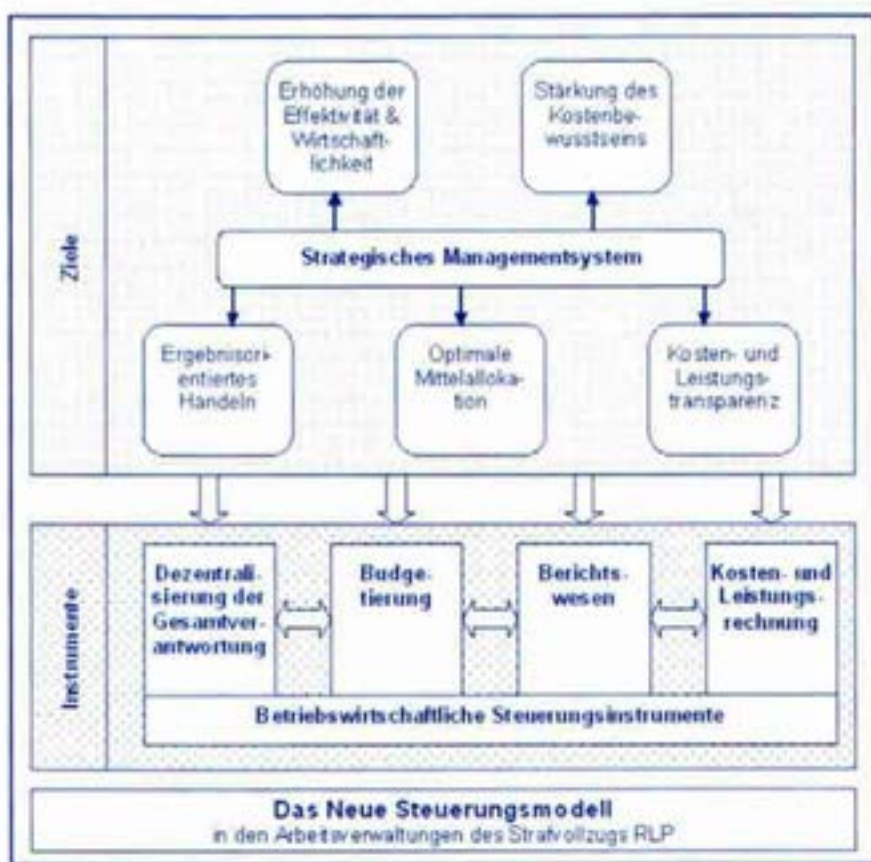 Ziele
Erhöhung der
Effektivität &
Wirtschaft-
lichkeit
Stärkung des
Kostenbe-
wusstseins
Strategisches Managementsystem
Ergebnisori-
entiertes
Handeln
Optimale
Mittelalloka-
tion
Kosten- und
Leistungs-
transparenz
Instrumente
Dezentrali-
sierung der
Gesamtver-
antwortung
Budge-
tierung
Berichts-
wesen
Kosten- und
Leistungs-
rechnung
Betriebswirtschaftliche Steuerungsinstrumente
Das Neue Steuerungsmodell
in den Arbeitsverwaltungen des Strafvollzugs RLP